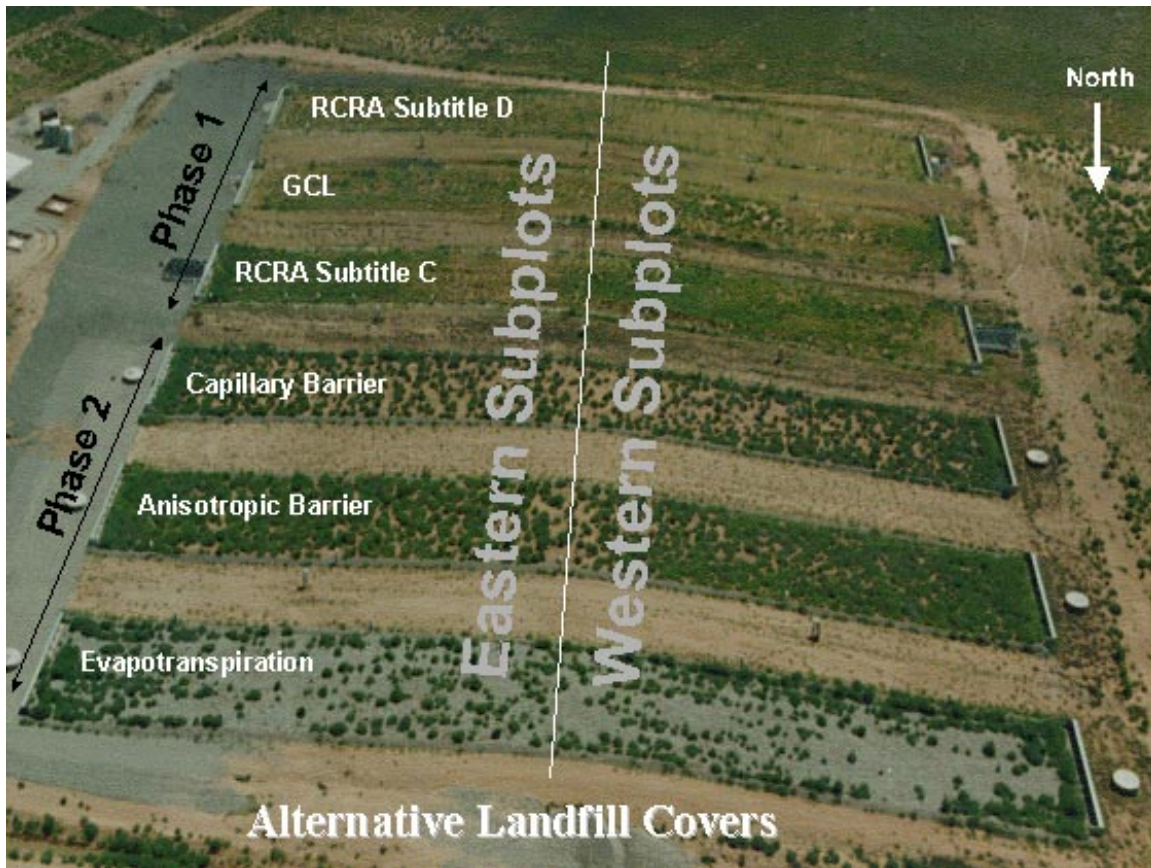 RCRA Subtitle D
North
Phase 1
GCL
RCRA Subtitle C
Eastern Subplots
Western Subplots
Capillary Barrier
Phase 2
Anisotropic Barrier
Evapotranspiration
Alternative Landfill Covers